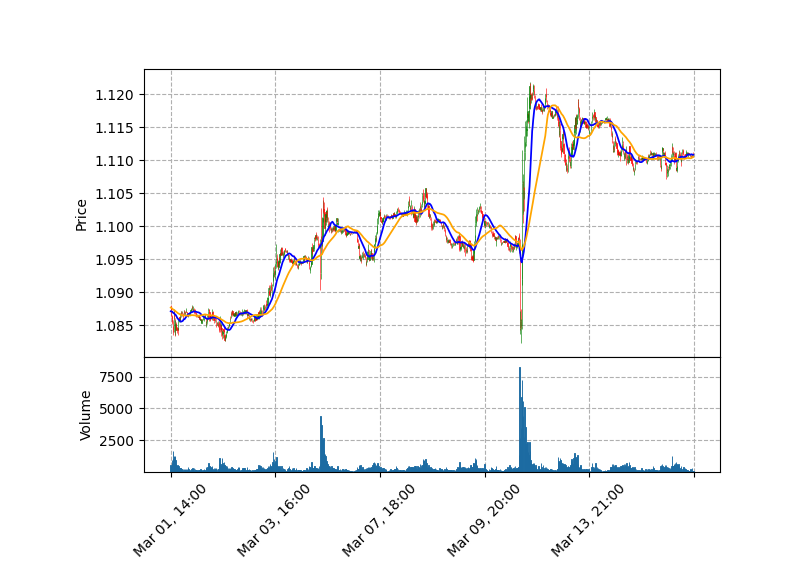 1.120
1.115
1.110
1.105
1.100
1.095
1.090
1.085
Price
7500
5000
2500
Volume
Mar 01, 14:00
Mar 03, 16:00
Mar 07, 18:00
Mar 09, 20:00
Mar 13, 21:00